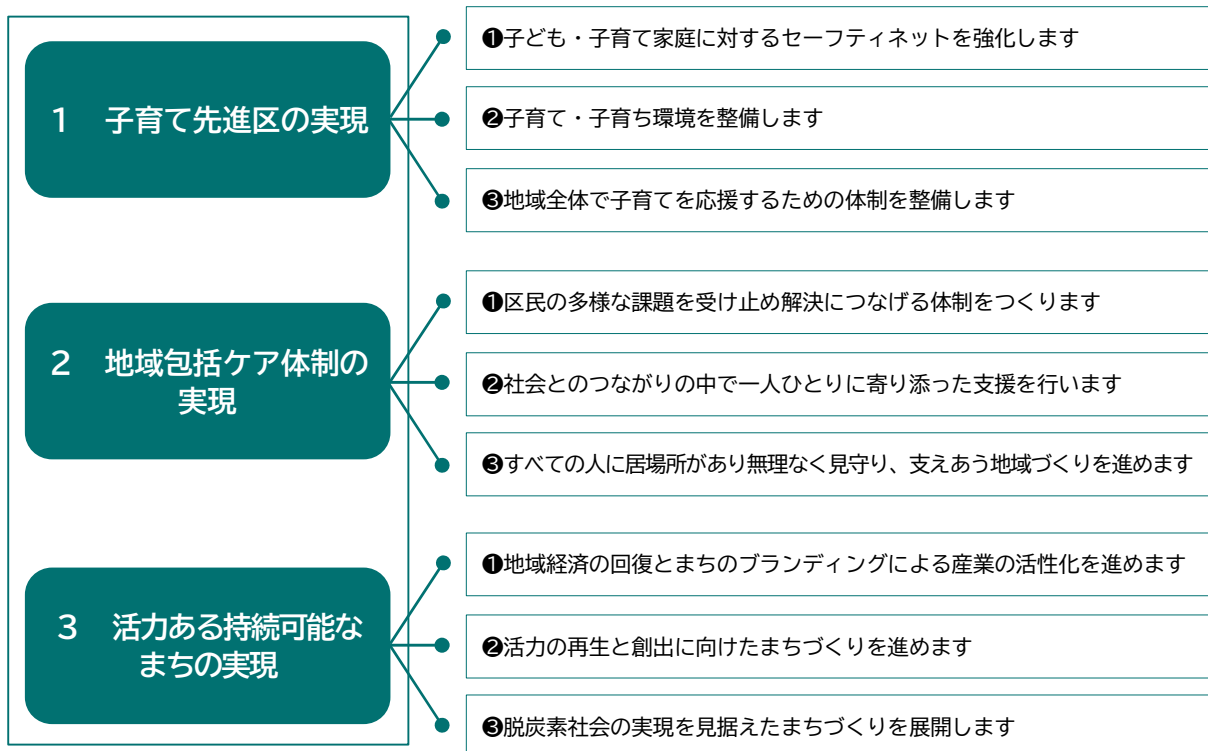 1 子育て先進区の実現
❶子ども・子育て家庭に対するセーフティネットを強化します
❷子育て・子育ち環境を整備します
❸地域全体で子育てを応援するための体制を整備します
2 地域包括ケア体制の
実現
❶区民の多様な課題を受け止め解決につなげる体制をつくります
❷社会とのつながりの中で一人ひとりに寄り添った支援を行います
❸すべての人に居場所があり無理なく見守り、支えあう地域づくりを進めます
3 活力ある持続可能な
まちの実現
❶地域経済の回復とまちのブランディングによる産業の活性化を進めます
❷活力の再生と創出に向けたまちづくりを進めます
❸脱炭素社会の実現を見据えたまちづくりを展開します